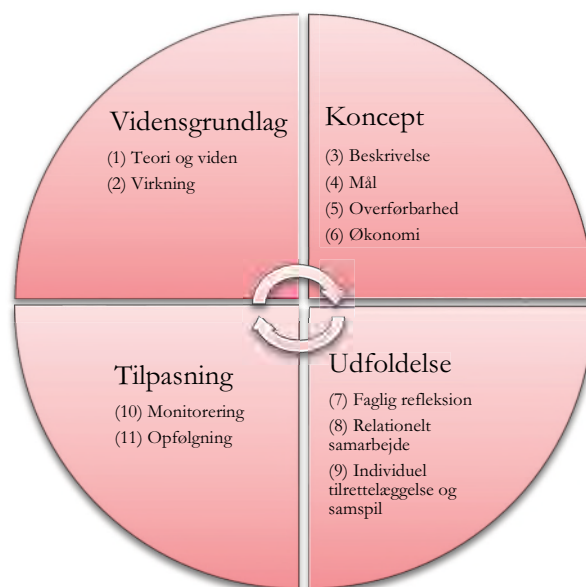 Vidensgrundlag
(1) Teori og viden
(2) Virkning
Koncept
(3) Beskrivelse
(4) Mål
(5) Overførbarhed
(6) Økonomi
Tilpasning
(10) Monitorering
(11) Opfølgning
Udfoldelse
(7) Faglig refleksion
(8) Relationelt
samarbejde
(9) Individuel
tilrettelæggelse og
samspil